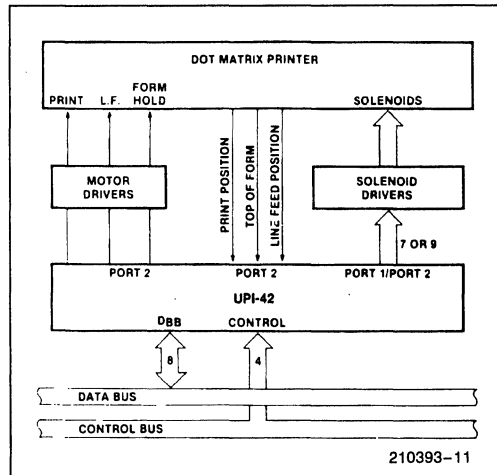 DOT MATRIX PRINTER
FORM
PRINT L.F. HOLD SOLENOIDS
PRINT POSITION
TOP OF FORM
LINE FEED POSITION
MOTOR
DRIVERS
SOLENOID
DRIVERS
7 OR 9
PORT 2 PORT 2 PORT 1/PORT 2
UPI-42
DBB CONTROL
8 4
DATA BUS
CONTROL BUS
210393-11